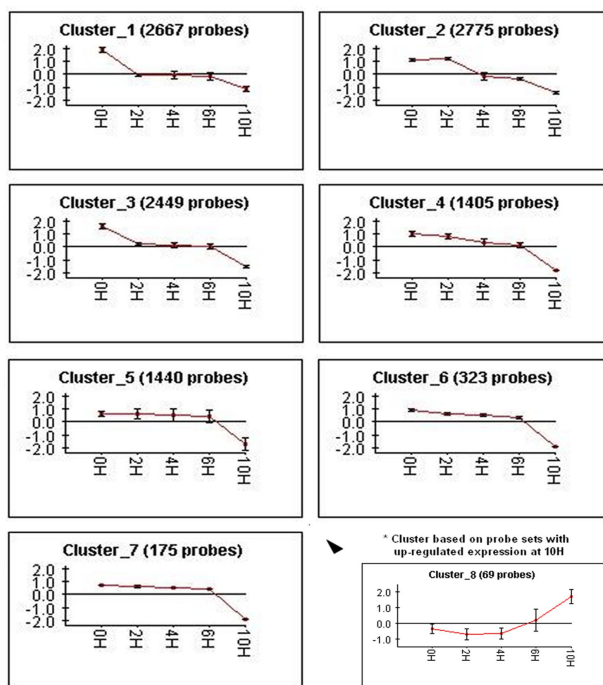 Cluster_1 (2667 probes)
2.0
1.0
0.0
-1.0
-2.0
0H
2H
4H
6H
10H
Cluster_2 (2775 probes)
2.0
1.0
0.0
-1.0
-2.0
0H
2H
4H
6H
10H
Cluster_3 (2449 probes)
2.0
1.0
0.0
-1.0
-2.0
0H
2H
4H
6H
10H
Cluster_4 (1405 probes)
2.0
1.0
0.0
-1.0
-2.0
0H
2H
4H
6H
10H
Cluster_5 (1440 probes)
2.0
1.0
0.0
-1.0
-2.0
0H
2H
4H
6H
10H
Cluster_6 (323 probes)
2.0
1.0
0.0
-1.0
-2.0
0H
2H
4H
6H
10H
Cluster_7 (175 probes)
2.0
1.0
0.0
-1.0
-2.0
0H
2H
4H
6H
10H
* Cluster based on probe sets with
up-regulated expression at 10H
Cluster_8 (69 probes)
2.0
1.0
0.0
-1.0
0H
2H
4H
6H
10H